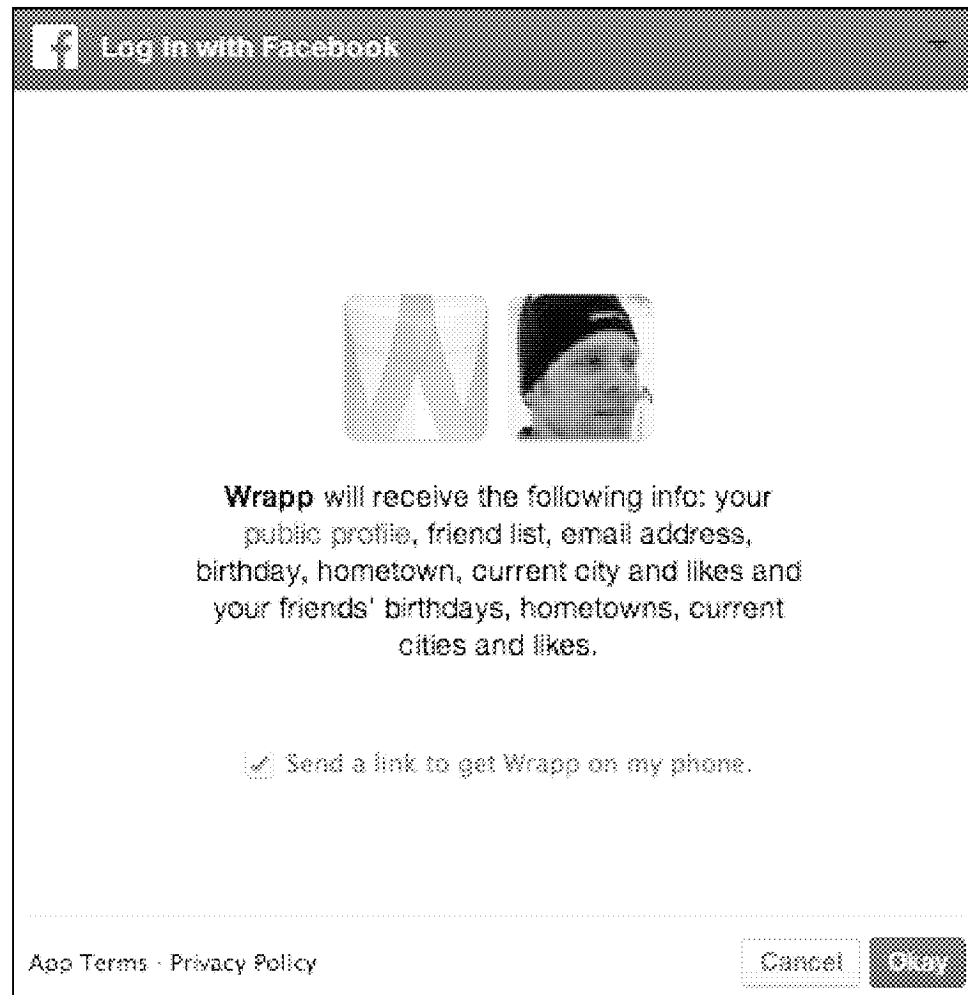 Log in with Facebook
Wrapp will receive the following info: your
public profile, friend list, email address,
birthday, hometown, current city and likes and
your friends' birthdays, hometowns, current
cities and likes.
Send a link to get Wrapp on my phone.
App Terms · Privacy Policy
Cancel
Okay